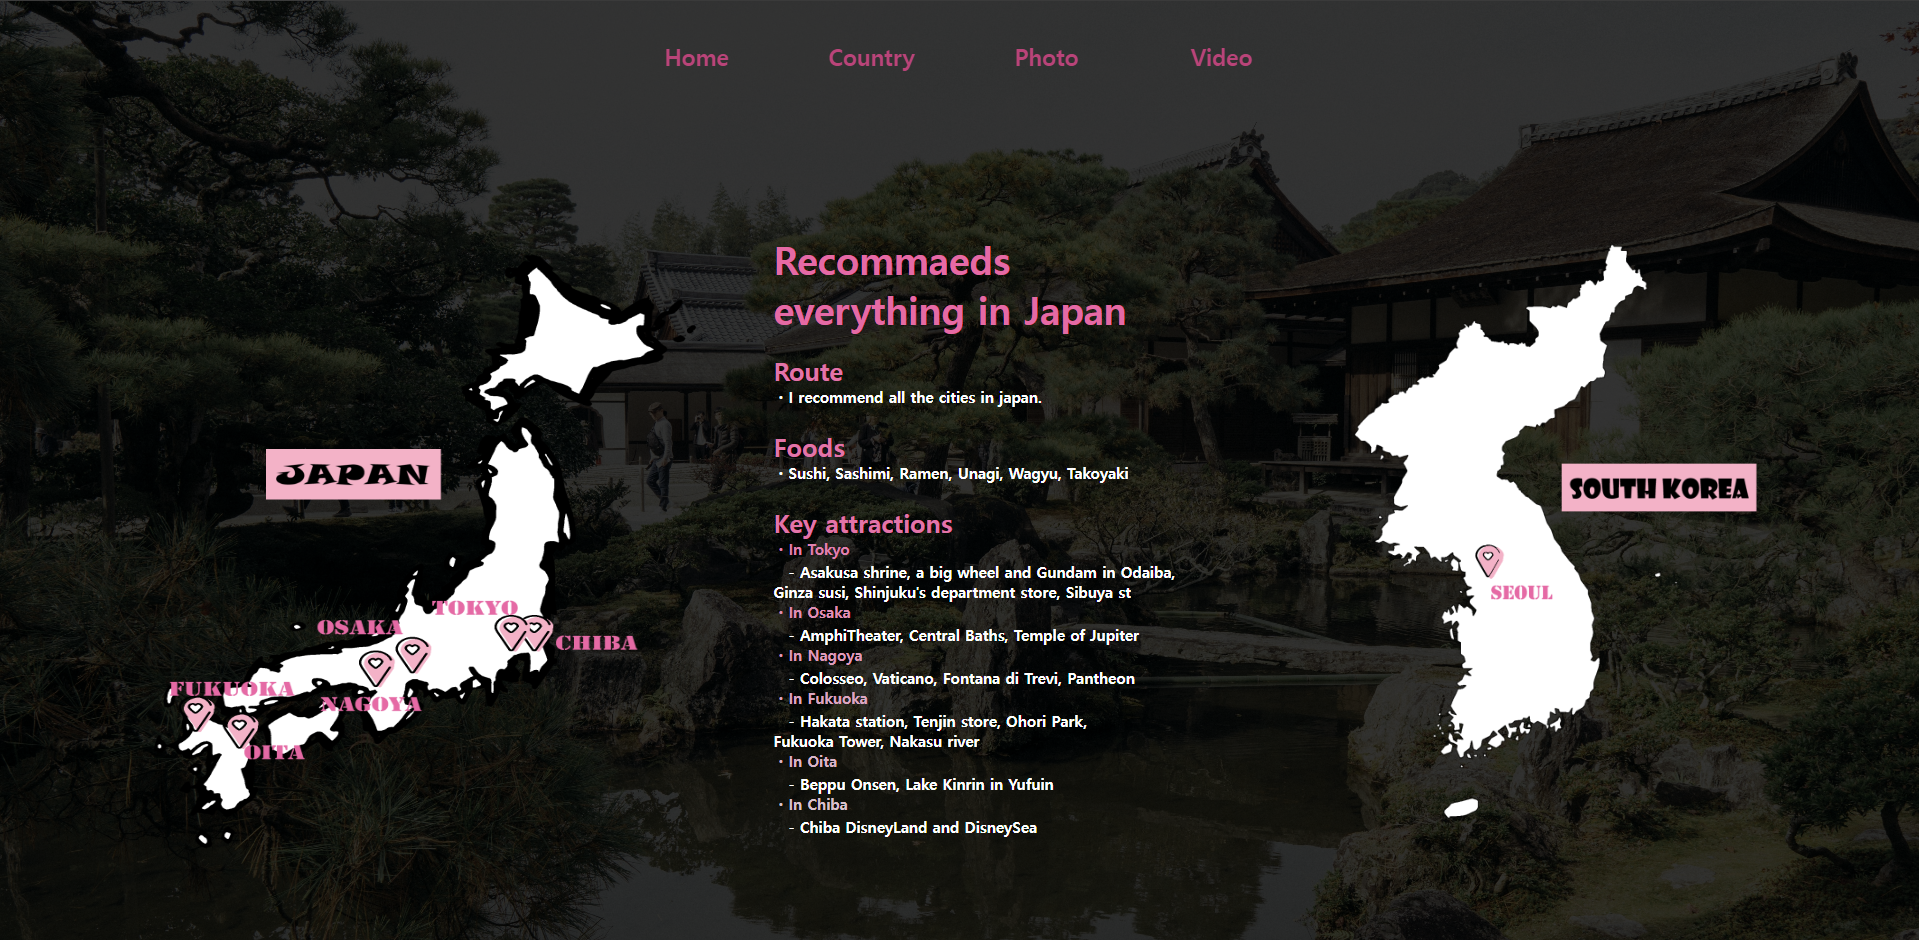 Home Country Photo Video
Recommaeds
everything in Japan
Route
・I recommend all the cities in japan.
Foods
・Sushi, Sashimi, Ramen, Unagi, Wagyu, Takoyaki
Key attractions
・In Tokyo
- Asakusa shrine, a big wheel and Gundam in Odaiba,
Ginza susi, Shinjuku's department store, Sibuya st
・In Osaka
- AmphiTheater, Central Baths, Temple of Jupiter
・In Nagoya
- Colosseo, Vaticano, Fontana di Trevi, Pantheon
・In Fukuoka
- Hakata station, Tenjin store, Ohori Park,
Fukuoka Tower, Nakasu river
・In Oita
- Beppu Onsen, Lake Kinrin in Yufuin
・In Chiba
- Chiba DisneyLand and DisneySea
JAPAN
TOKYO
OSAKA
CHIBA
FUKUOKA
NAGOYA
OITA
SOUTH KOREA
SEOUL